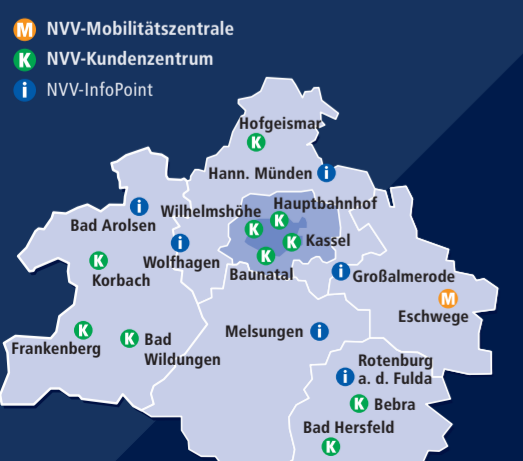 M NVV-Mobilitätszentrale
K NVV-Kundenzentrum
i NVV-InfoPoint
Hofgeismar
K
Hann. Münden i
Hauptbahnhof
Wilhelmshöhe
K
K
K Kassel
K
Baunatal
i
Bad Arolsen
i
Wolfhagen
K
Korbach
i Großalmerode
M
Eschwege
K
Frankenberg
K Bad
Wildungen
Melsungen i
Rotenburg
i a. d. Fulda
K Bebra
Bad Hersfeld
K